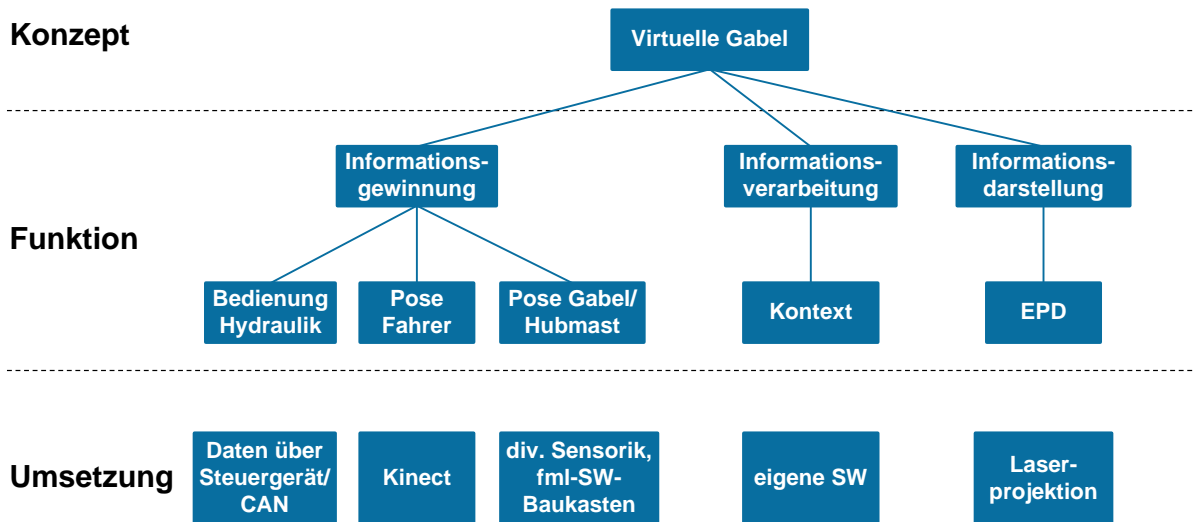 Konzept
Virtuelle Gabel
Informations-
gewinnung
Informations-
verarbeitung
Informations-
darstellung
Funktion
Bedienung
Hydraulik
Pose
Fahrer
Pose Gabel/
Hubmast
Kontext
EPD
Umsetzung
Daten über
Steuergerät/
CAN
Kinect
div. Sensorik,
fml-SW-
Baukasten
eigene SW
Laser-
projektion